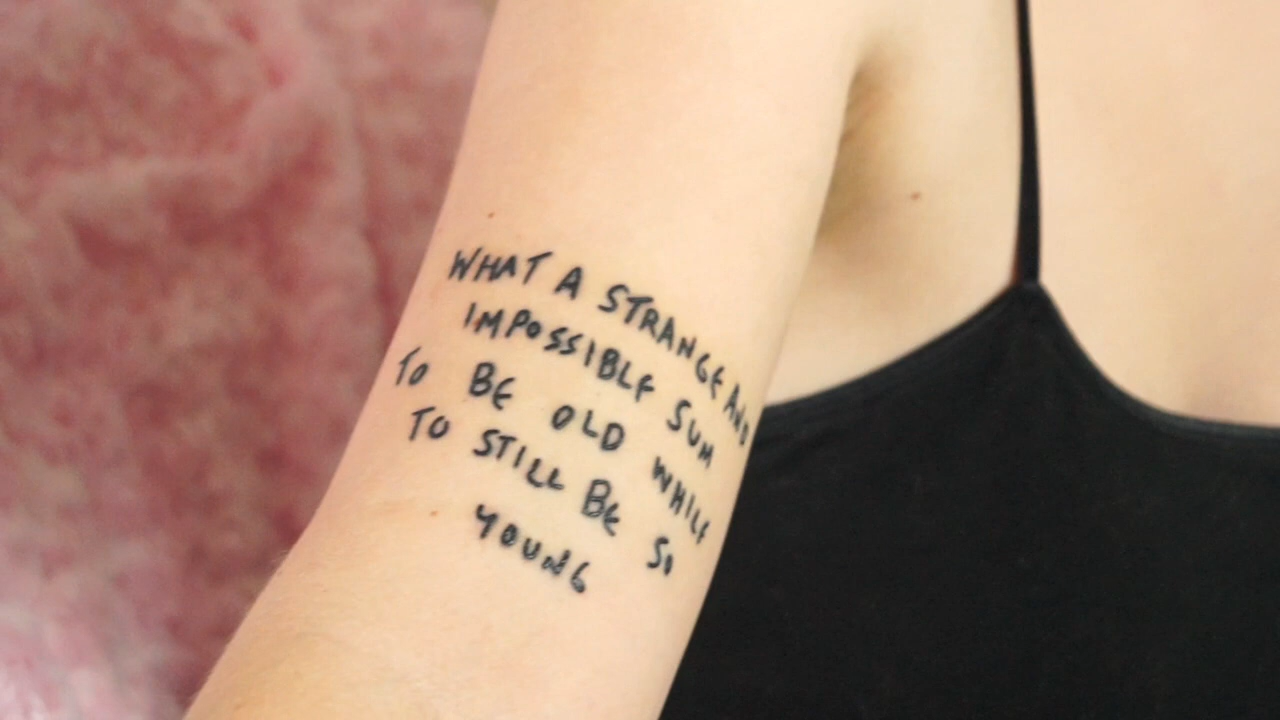 WHAT A STRANGE AND
IMPOSSIBLE SUM
TO BE OLD WHILE
TO STILL BE SO
YOUNG